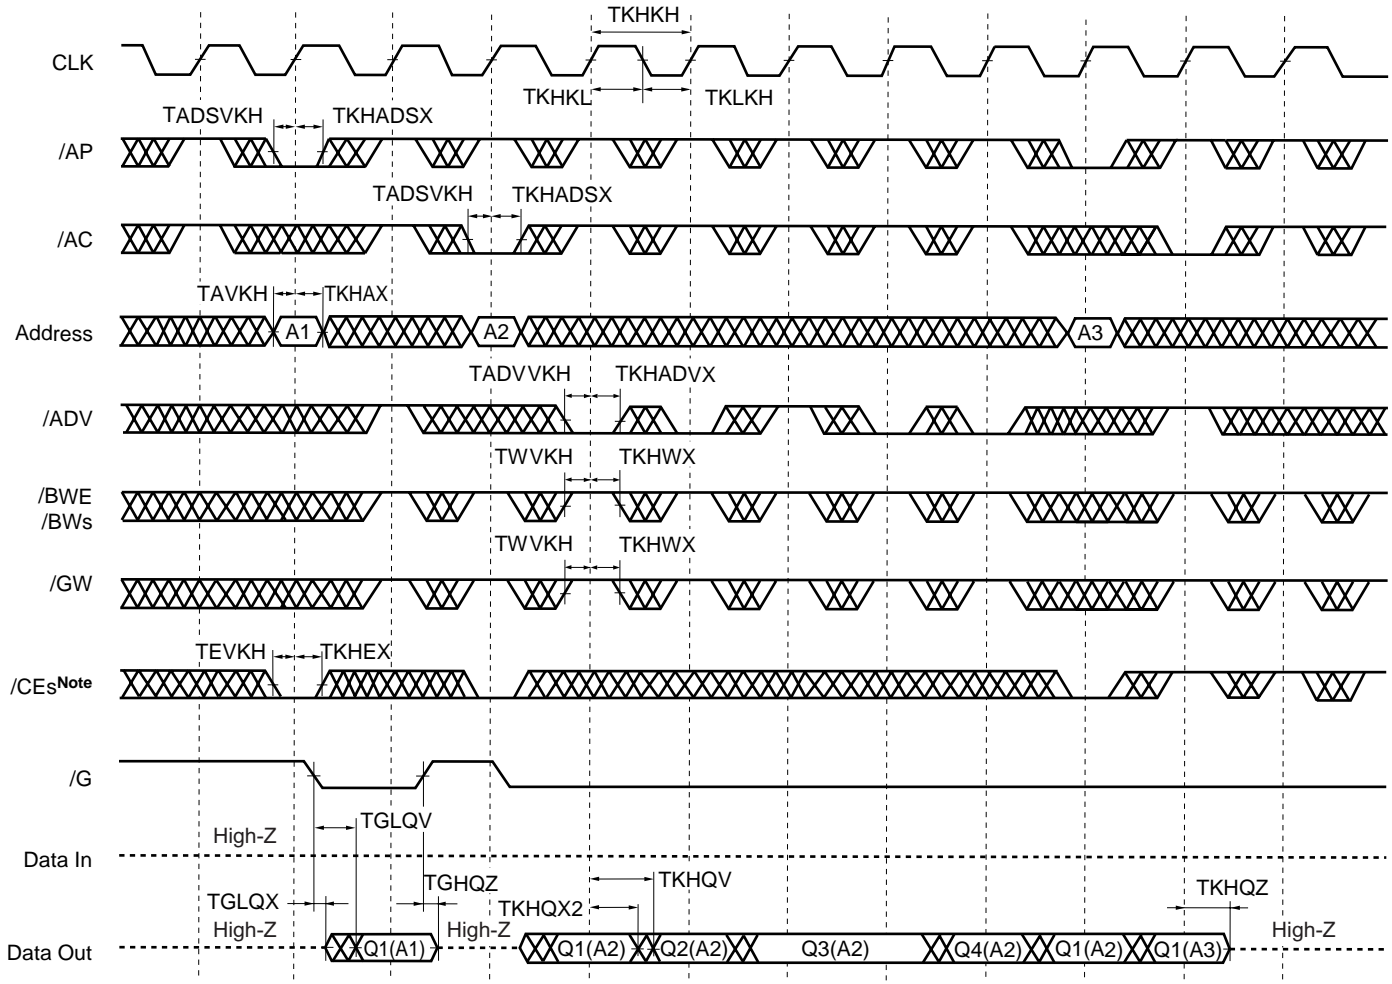 TKHKH
CLK
TKHKL TKLKH
TADSVKH TKHADSX
/AP
TADSVKH TKHADSX
/AC
TAVKH TKHAX
Address A1 A2 A3
TADVVKH TKHADVX
/ADV
TWVKH TKHWX
/BWE
/BWs
TWVKH TKHWX
/GW
TEVKH TKHEX
/CEsNote
/G
TGLQV
High-Z
Data In
TGHQZ TKHQV TKHQZ
TGLQX TKHQX2
High-Z High-Z High-Z
Data Out Q1(A1) Q1(A2) Q2(A2) Q3(A2) Q4(A2) Q1(A2) Q1(A3)